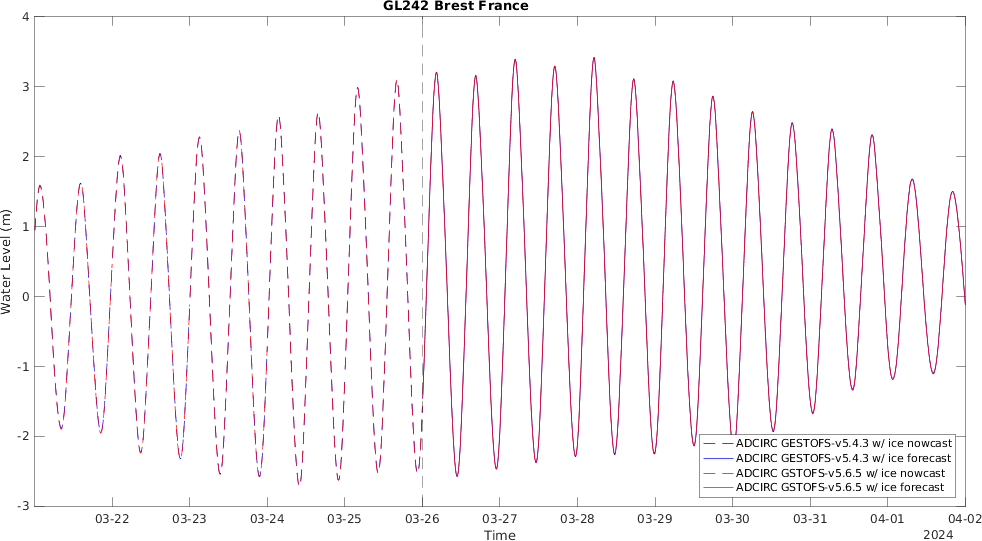 GL242 Brest France
4
3
2
1
0
-1
-2
-3
Water Level (m)
ADCIRC GESTOFS-v5.4.3 w/ ice nowcast
ADCIRC GESTOFS-v5.4.3 w/ ice forecast
ADCIRC GSTOFS-v5.6.5 w/ ice nowcast
ADCIRC GSTOFS-v5.6.5 w/ ice forecast
03-22 03-23 03-24 03-25 03-26 03-27 03-28 03-29 03-30 03-31 04-01 04-02
Time 2024